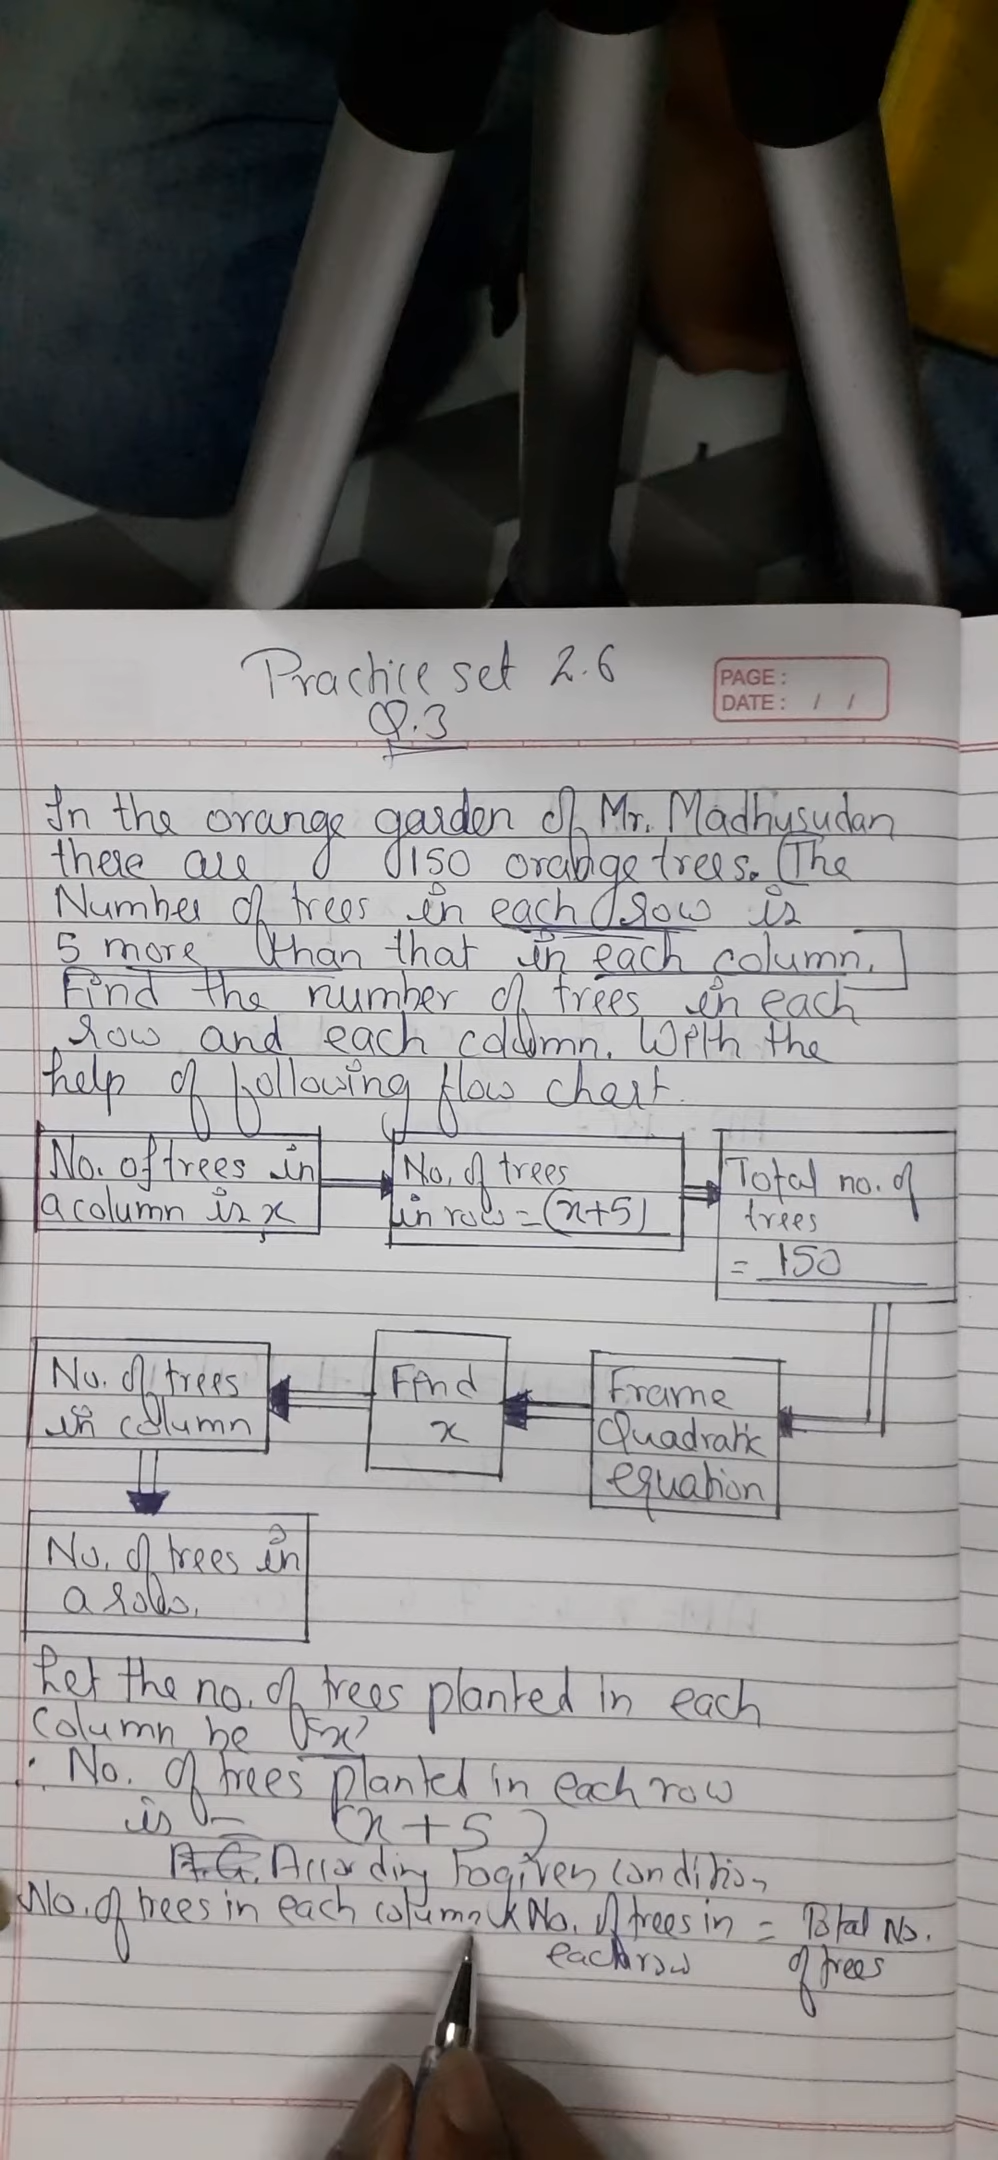 Practice set 2.6
Q.3
PAGE :
DATE : / /
In the orange garden of Mr. Madhusudan
there are 150 orange trees. The
Number of trees in each row is
5 more than that in each column.
Find the number of trees in each
row and each column. With the
help of following flow chart.
No. of trees in
a column is x
No. of trees
in row = (x+5)
Total no. of
trees
= 150
No. of trees
in column
Find
x
Frame
Quadratic
equation
No. of trees in
a row.
Let the no. of trees planted in each
column be 'x'
∴ No. of trees planted in each row
is = (x+5)
A.G. According to given condition
No. of trees in each column x No. of trees in = Total No.
each row of trees